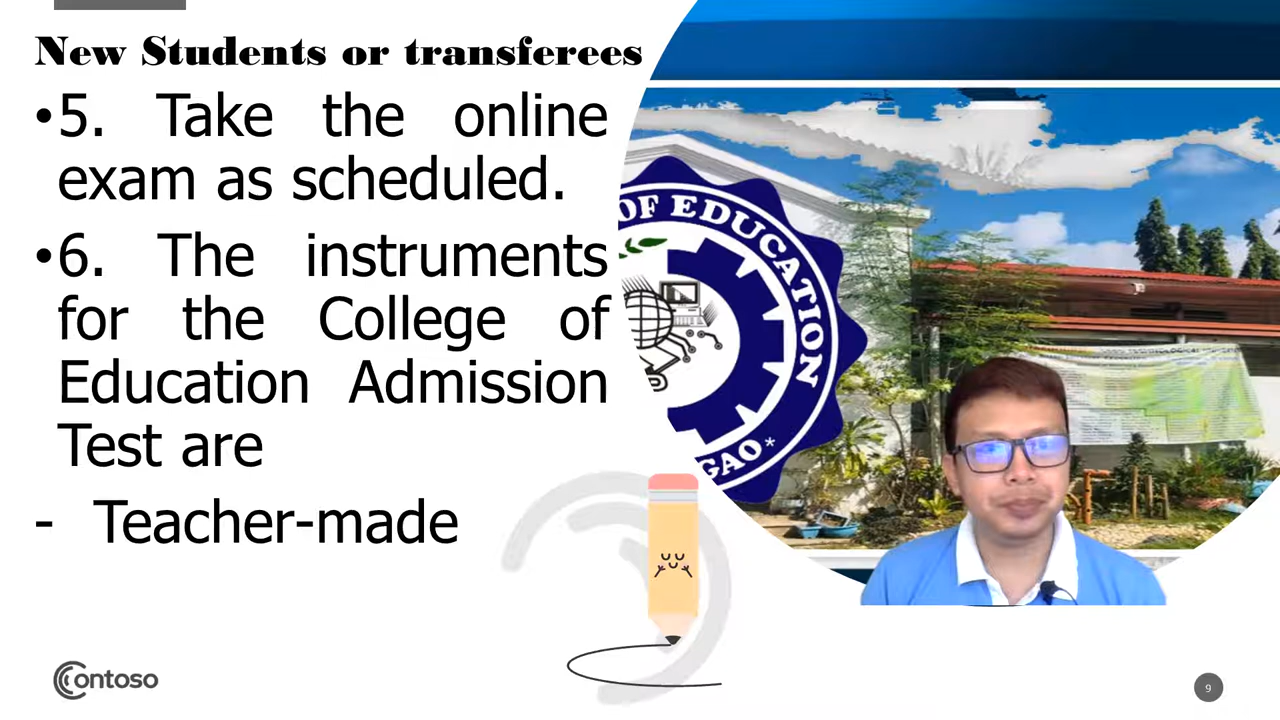 New Students or transferees
•5. Take the online
exam as scheduled.
•6. The instruments
for the College of
Education Admission
Test are
- Teacher-made
OF EDUCATION
GAO*
Contoso
9